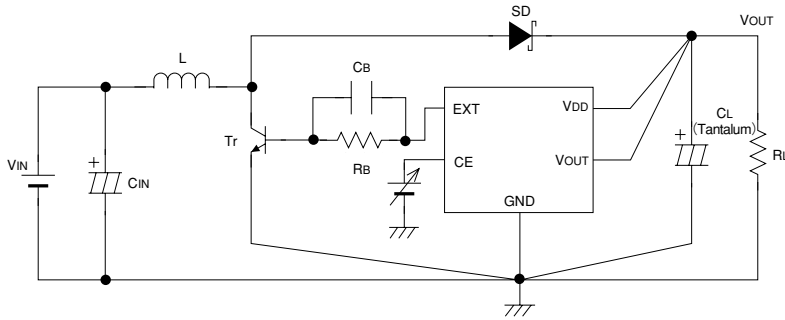 SD
VOUT
L
CB
EXT
VDD
CL
(Tantalum)
+
Tr
RB
CE
VOUT
RL
VIN
+
CIN
GND